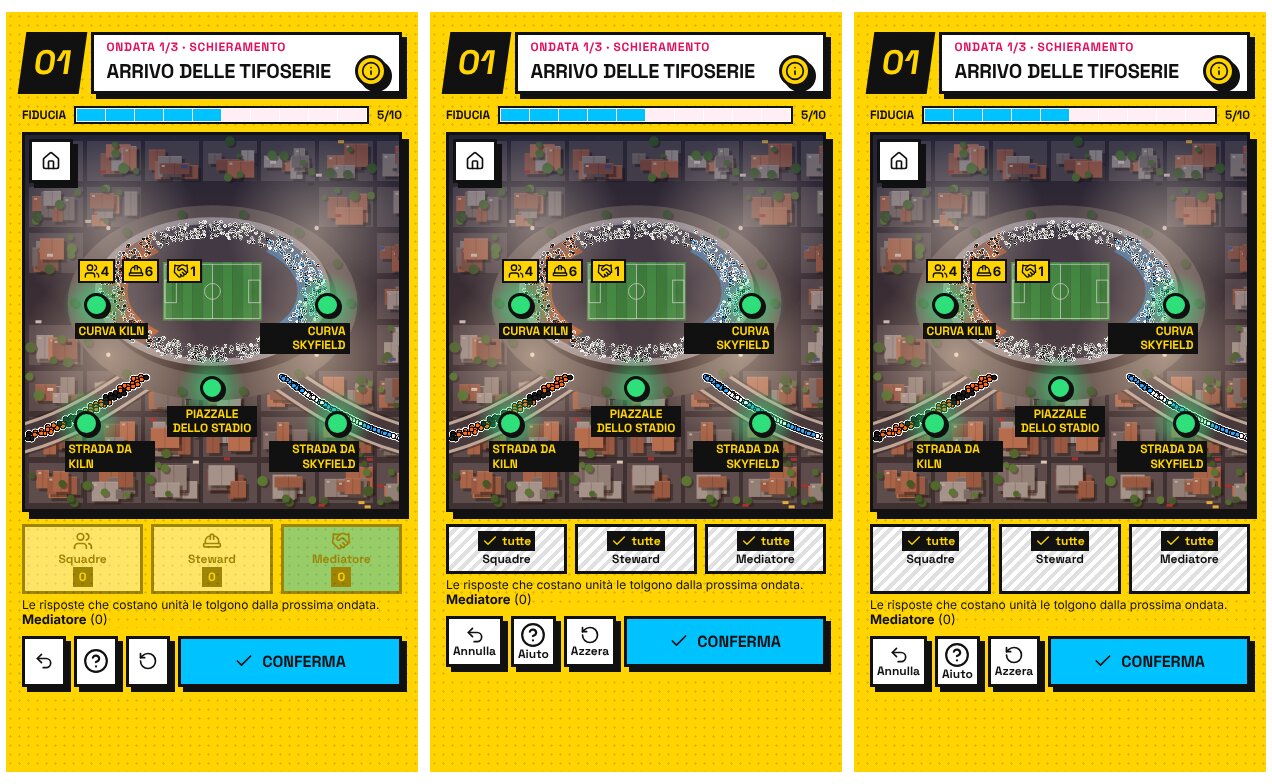 01
ONDATA 1/3 · SCHIERAMENTO
ARRIVO DELLE TIFOSERIE
FIDUCIA
5/10
4
6
1
CURVA KILN
CURVA
SKYFIELD
PIAZZALE
DELLO STADIO
STRADA DA
KILN
STRADA DA
SKYFIELD
Squadre
0
Steward
0
Mediatore
0
Le risposte che costano unità le tolgono dalla prossima ondata.
Mediatore (0)
CONFERMA
01
ONDATA 1/3 · SCHIERAMENTO
ARRIVO DELLE TIFOSERIE
FIDUCIA
5/10
4
6
1
CURVA KILN
CURVA
SKYFIELD
PIAZZALE
DELLO STADIO
STRADA DA
KILN
STRADA DA
SKYFIELD
tutte
Squadre
tutte
Steward
tutte
Mediatore
Le risposte che costano unità le tolgono dalla prossima ondata.
Mediatore (0)
Annulla
Aiuto
Azzera
CONFERMA
01
ONDATA 1/3 · SCHIERAMENTO
ARRIVO DELLE TIFOSERIE
FIDUCIA
5/10
4
6
1
CURVA KILN
CURVA
SKYFIELD
PIAZZALE
DELLO STADIO
STRADA DA
KILN
STRADA DA
SKYFIELD
tutte
Squadre
tutte
Steward
tutte
Mediatore
Le risposte che costano unità le tolgono dalla prossima ondata.
Mediatore (0)
Annulla
Aiuto
Azzera
CONFERMA